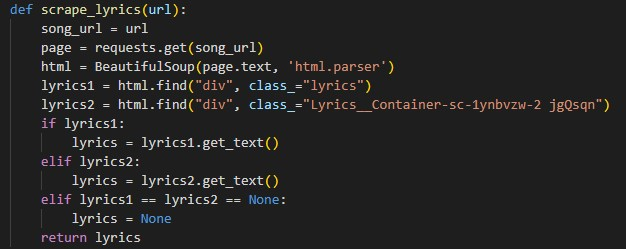 def scrape_lyrics(url):
    song_url = url
    page = requests.get(song_url)
    html = BeautifulSoup(page.text, 'html.parser')
    lyrics1 = html.find("div", class_="lyrics")
    lyrics2 = html.find("div", class_="Lyrics__Container-sc-1ynbvzw-2 jgQsqn")
    if lyrics1:
        lyrics = lyrics1.get_text()
    elif lyrics2:
        lyrics = lyrics2.get_text()
    elif lyrics1 == lyrics2 == None:
        lyrics = None
    return lyrics